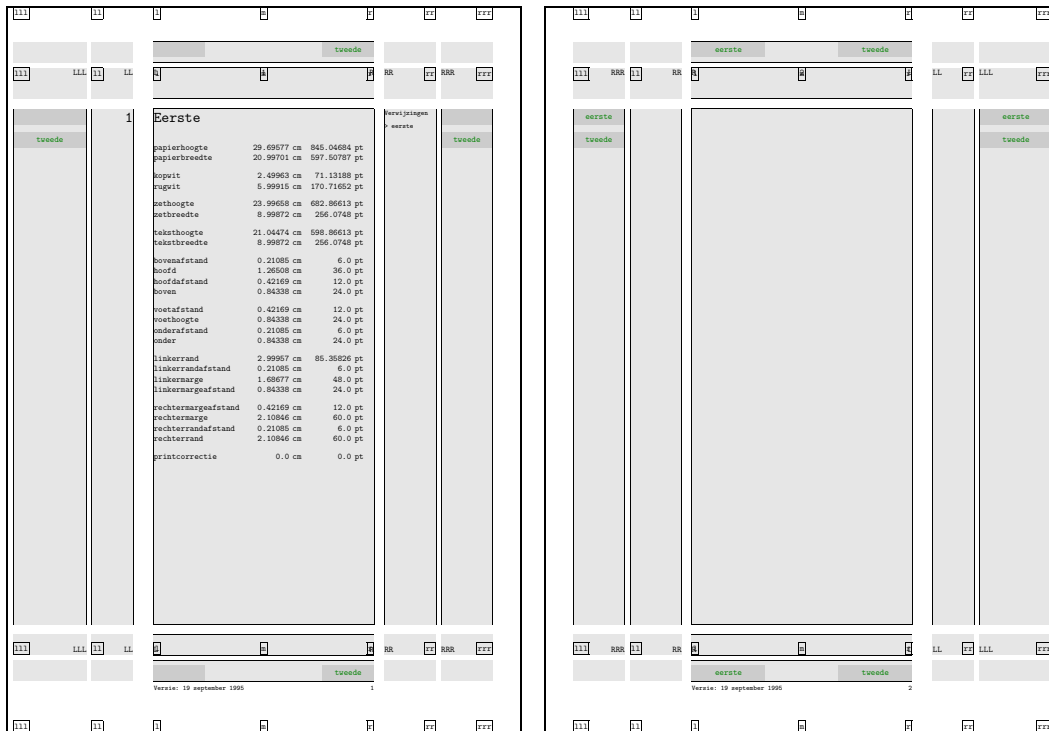 lll ll l m r rr rrr lll ll l m r rr rrr
tweede eerste tweede
lll LLL ll LL rr RR RRR rrr lll RRR ll RR l LL rr LLL rrr
1 Eerste Verwijzingen eerste eerste
> eerste
tweede tweede tweede tweede
papierhoogte 29.69577 cm 845.04684 pt
papierbreedte 20.99701 cm 597.50787 pt
kopwit 2.49963 cm 71.13188 pt
rugwit 5.99915 cm 170.71652 pt
zethoogte 23.99658 cm 682.86613 pt
zetbreedte 8.99872 cm 256.0748 pt
teksthoogte 21.04474 cm 598.86613 pt
tekstbreedte 8.99872 cm 256.0748 pt
bovenafstand 0.21085 cm 6.0 pt
hoofd 1.26508 cm 36.0 pt
hoofdafstand 0.42169 cm 12.0 pt
boven 0.84338 cm 24.0 pt
voetafstand 0.42169 cm 12.0 pt
voethoogte 0.84338 cm 24.0 pt
onderafstand 0.21085 cm 6.0 pt
onder 0.84338 cm 24.0 pt
linkerrand 2.99957 cm 85.35826 pt
linkerrandafstand 0.21085 cm 6.0 pt
linkermarge 1.68677 cm 48.0 pt
linkermargeafstand 0.84338 cm 24.0 pt
rechtermargeafstand 0.42169 cm 12.0 pt
rechtermarge 2.10846 cm 60.0 pt
rechterrandafstand 0.21085 cm 6.0 pt
rechterrand 2.10846 cm 60.0 pt
printcorrectie 0.0 cm 0.0 pt
lll LLL ll LL m RR rr RRR rrr lll RRR ll RR m LL rr LLL rrr
tweede eerste tweede
Versie: 19 september 1995 1 Versie: 19 september 1995 2
lll ll l m r rr rrr lll ll l m r rr rrr